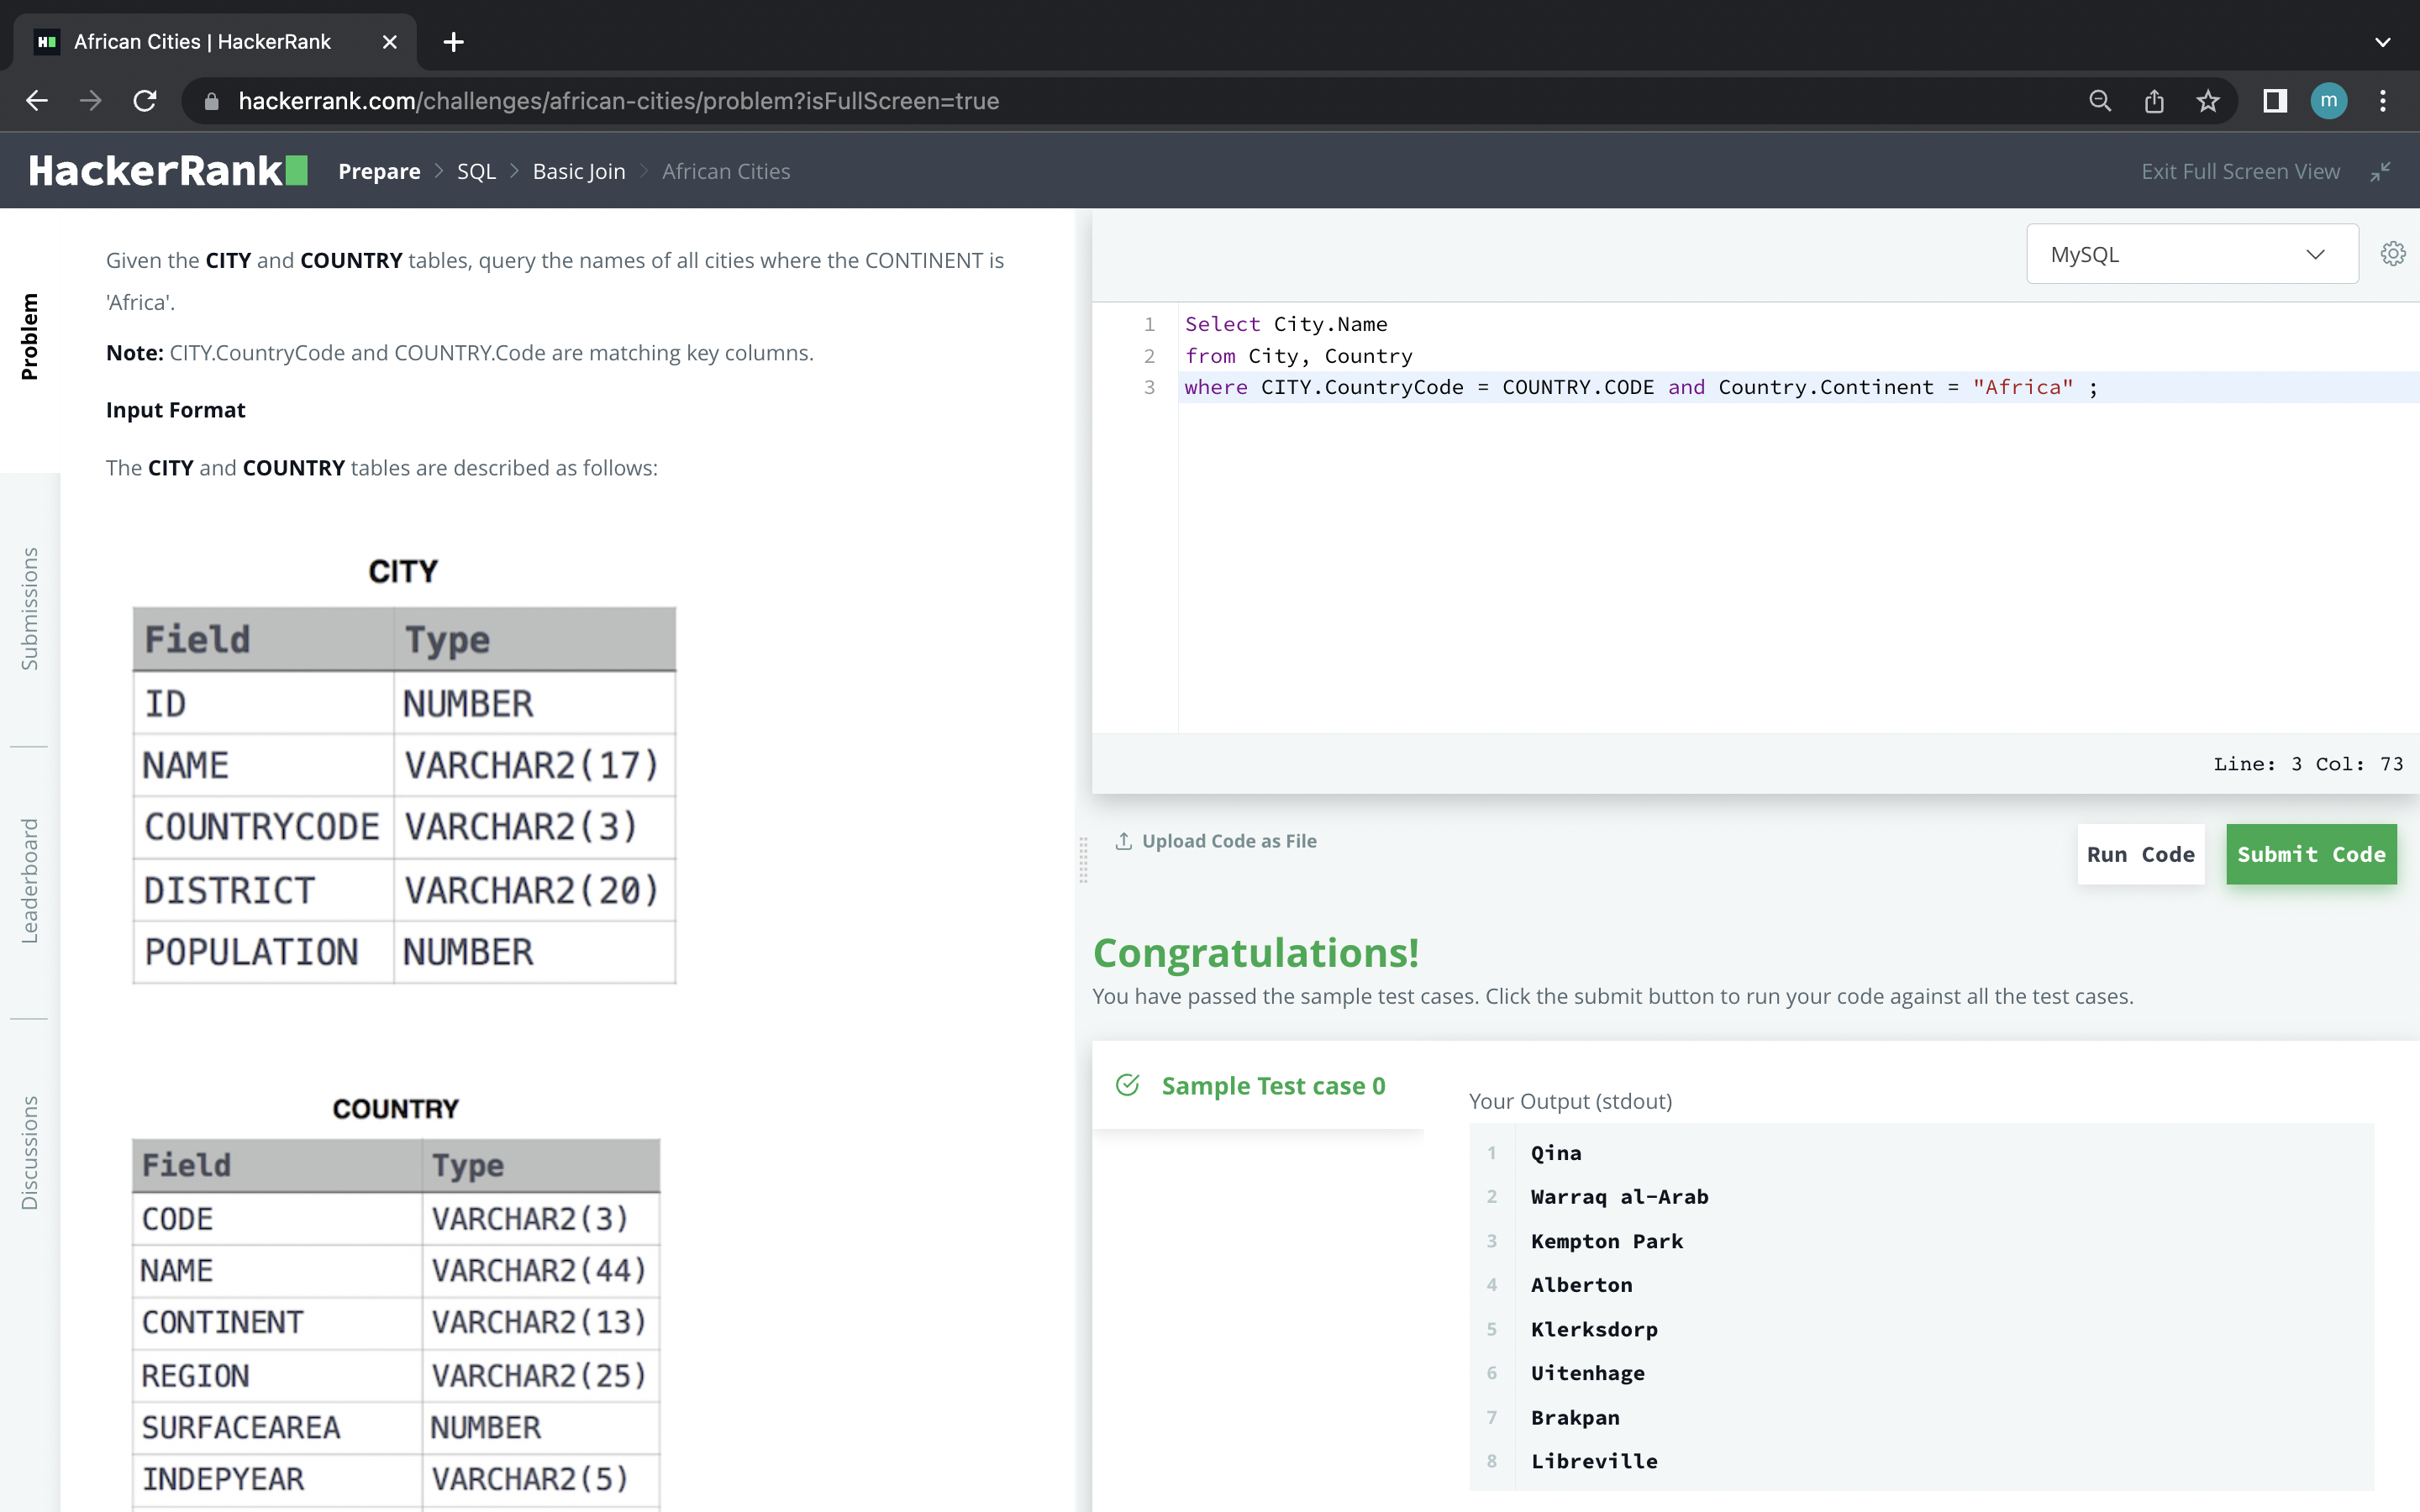 African Cities | HackerRank
hackerrank.com/challenges/african-cities/problem?isFullScreen=true
m
HackerRank
Prepare > SQL > Basic Join > African Cities
Exit Full Screen View
Problem
Submissions
Leaderboard
Discussions
Given the CITY and COUNTRY tables, query the names of all cities where the CONTINENT is
'Africa'.
Note: CITY.CountryCode and COUNTRY.Code are matching key columns.
Input Format
The CITY and COUNTRY tables are described as follows:
CITY
Field Type
ID NUMBER
NAME VARCHAR2(17)
COUNTRYCODE VARCHAR2(3)
DISTRICT VARCHAR2(20)
POPULATION NUMBER
COUNTRY
Field Type
CODE VARCHAR2(3)
NAME VARCHAR2(44)
CONTINENT VARCHAR2(13)
REGION VARCHAR2(25)
SURFACEAREA NUMBER
INDEPYEAR VARCHAR2(5)
MySQL
1 Select City.Name
2 from City, Country
3 where CITY.CountryCode = COUNTRY.CODE and Country.Continent = "Africa" ;
Line: 3 Col: 73
Upload Code as File
Run Code
Submit Code
Congratulations!
You have passed the sample test cases. Click the submit button to run your code against all the test cases.
Sample Test case 0
Your Output (stdout)
1 Qina
2 Warraq al-Arab
3 Kempton Park
4 Alberton
5 Klerksdorp
6 Uitenhage
7 Brakpan
8 Libreville